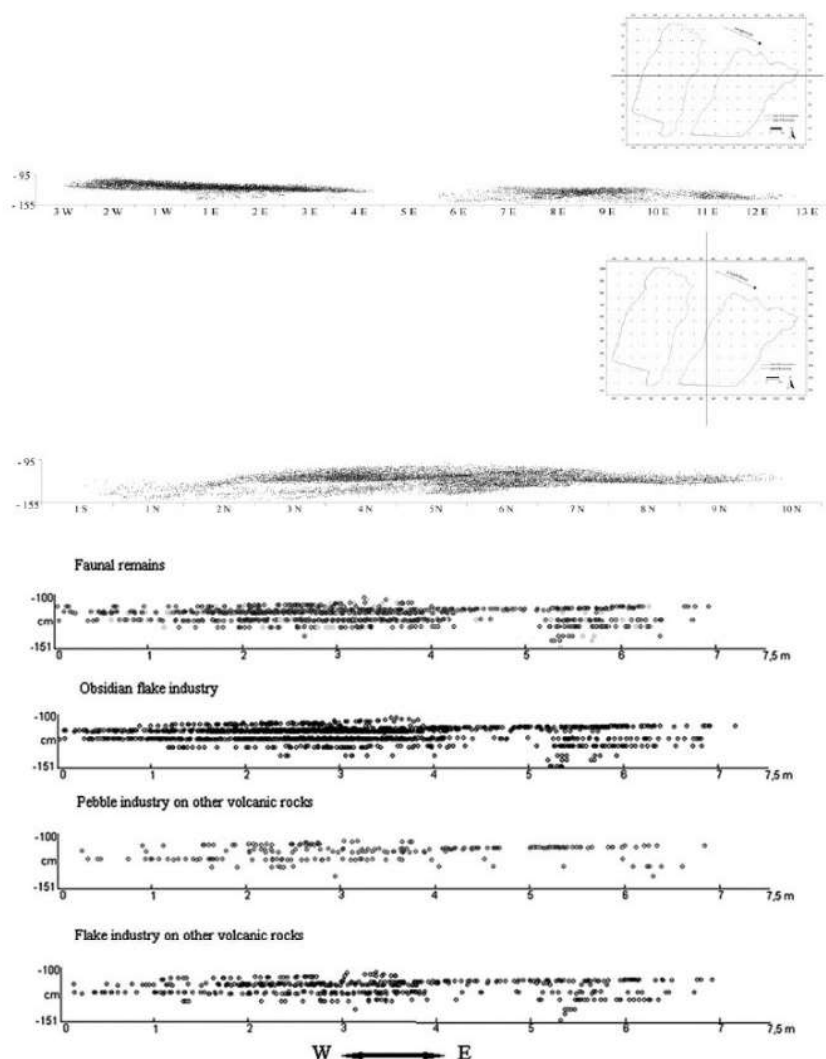 -95
-155
3 W 2 W 1 W 1 E 2 E 3 E 4 E 5 E 6 E 7 E 8 E 9 E 10 E 11 E 12 E 13 E
-95
-155
1 S 1 N 2 N 3 N 4 N 5N 6 N 7 N 8 N 9 N 10 N
Faunal remains
-100
cm
-151
0 1 2 3 4 5 6 7 7,5 m
Obsidian flake industry
-100
cm
-151
0 1 2 3 4 5 6 7 7,5 m
Pebble industry on other volcanic rocks
-100
cm
-151
0 1 2 3 4 5 6 7 7,5 m
Flake industry on other volcanic rocks
-100
cm
-151
0 1 2 3 4 5 6 7 7,5 m
W E